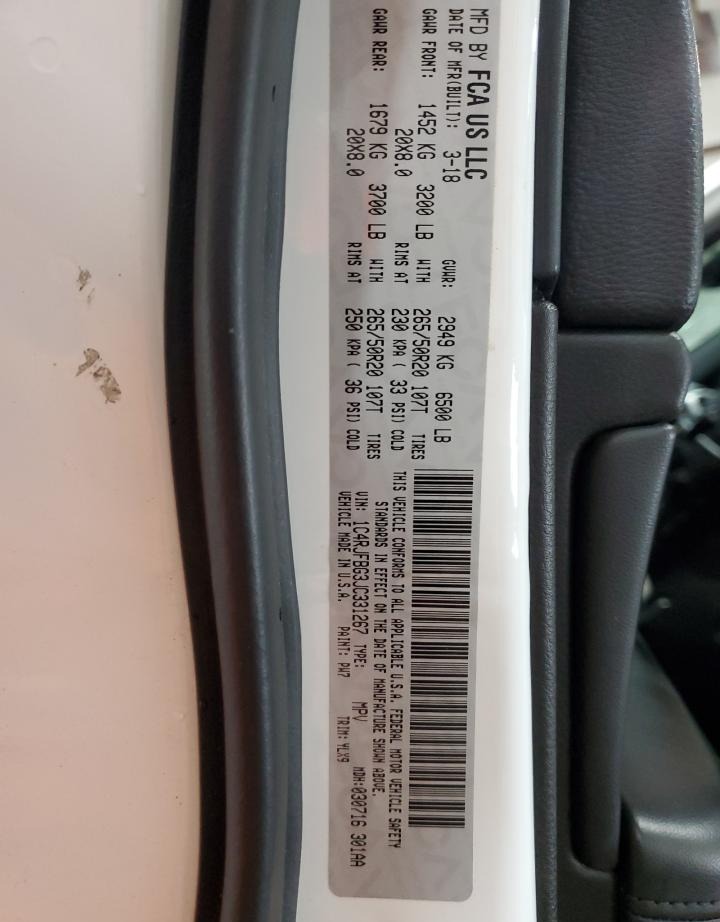 MFD BY FCA US LLC
DATE OF MFR(BUILT): 3-18 GVWR: 2949 KG 6500 LB
GAWR FRONT: 1452 KG 3200 LB WITH 265/50R20 107T TIRES
20X8.0 RIMS AT 230 KPA ( 33 PSI) COLD
GAWR REAR: 1679 KG 3700 LB WITH 265/50R20 107T TIRES
20X8.0 RIMS AT 250 KPA ( 36 PSI) COLD
THIS VEHICLE CONFORMS TO ALL APPLICABLE U.S.A. FEDERAL MOTOR VEHICLE SAFETY
STANDARDS IN EFFECT ON THE DATE OF MANUFACTURE SHOWN ABOVE.
VIN: 1C4RJFBG3JC331267 TYPE: MPV MDH:030716 301AA
VEHICLE MADE IN U.S.A. PAINT: PW7 TRIM: YLX9